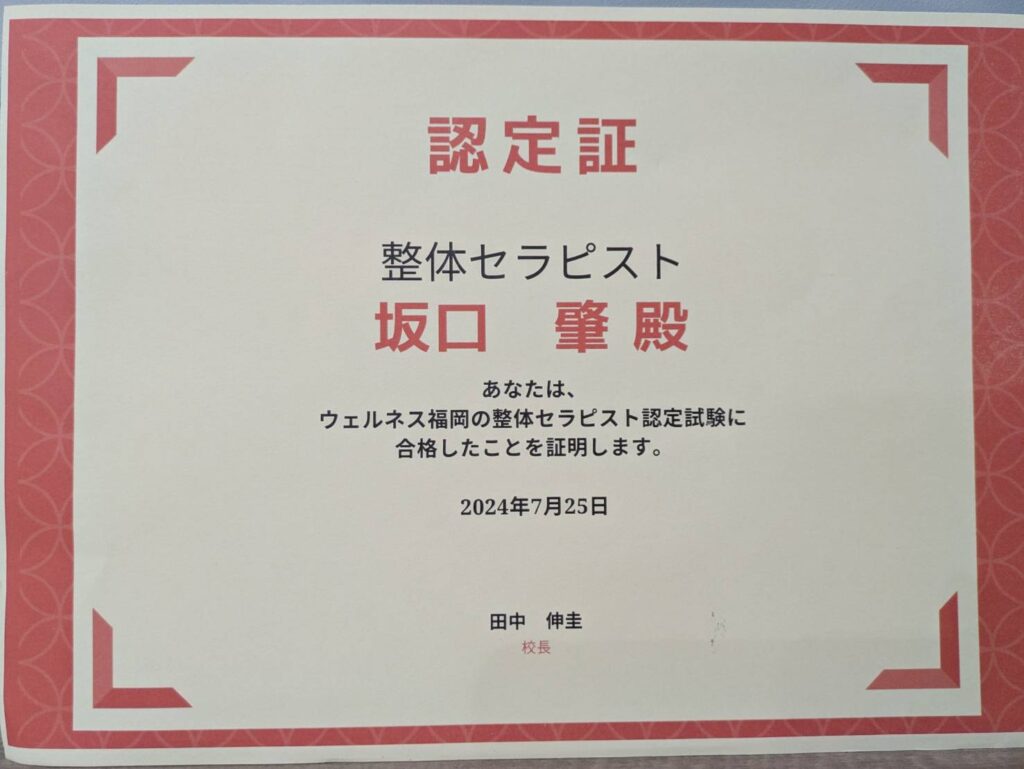 認定証
整体セラピスト
坂口　肇 殿
あなたは、
ウェルネス福岡の整体セラピスト認定試験に
合格したことを証明します。
2024年7月25日
田中　伸圭
校長